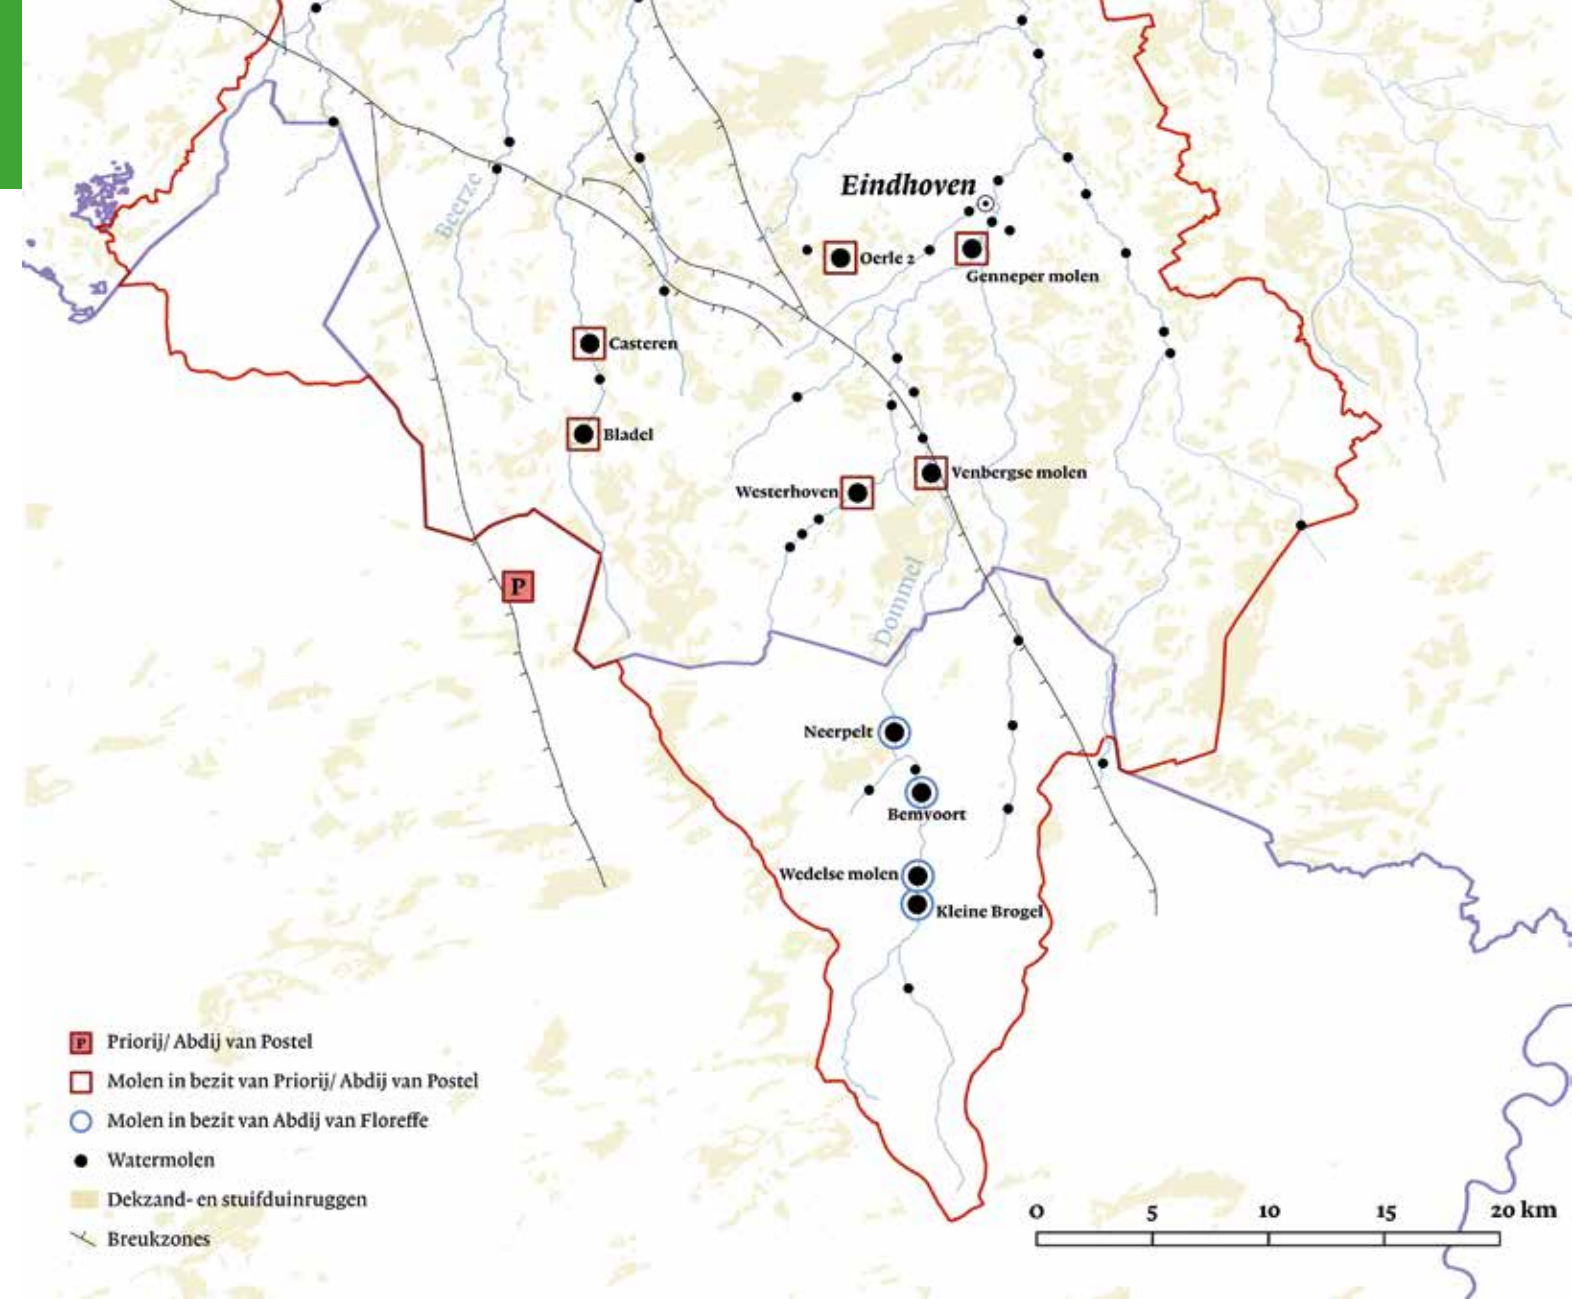 Beerze
Eindhoven
Oerle 2
Genneper molen
Casteren
Bladel
Westerhoven
Venbergse molen
P
Dommel
Neerpelt
Bemvoort
Wedelse molen
Kleine Brogel
P Priorij/ Abdij van Postel
Molen in bezit van Priorij/ Abdij van Postel
Molen in bezit van Abdij van Floreffe
Watermolen
Dekzand- en stuifduinruggen
Breukzones
0 5 10 15 20 km